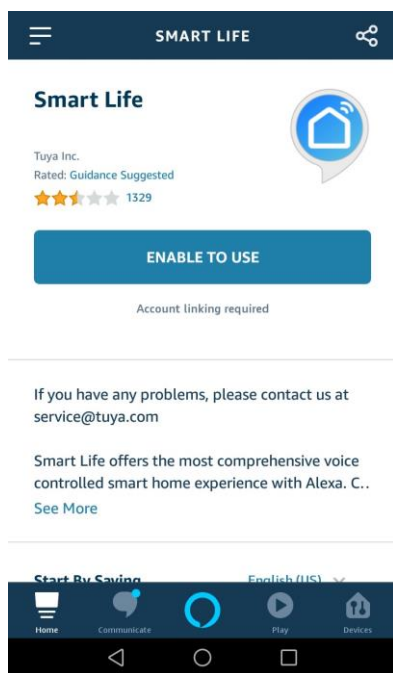 SMART LIFE
Smart Life
Tuya Inc.
Rated: Guidance Suggested
1329
ENABLE TO USE
Account linking required
If you have any problems, please contact us at
service@tuya.com
Smart Life offers the most comprehensive voice
controlled smart home experience with Alexa. C..
See More
Start By Saying
English (US)
Home
Communicate
Play
Devices